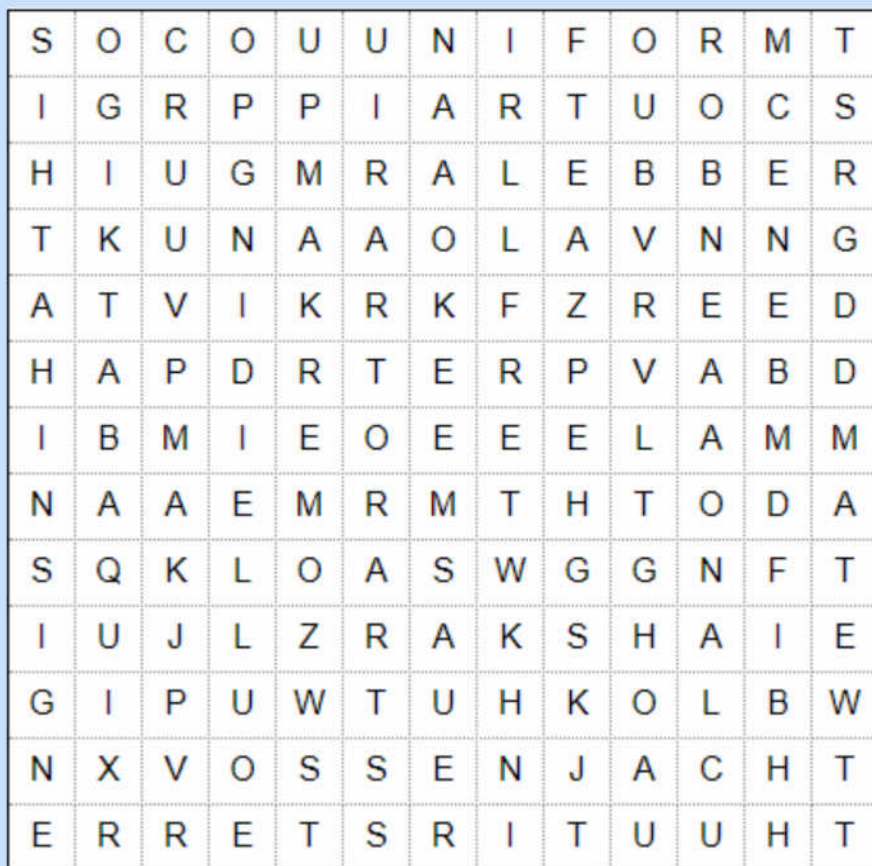 S O C O U U N I F O R M T
I G R P P I A R T U O C S
H I U G M R A L E B B E R
T K U N A A O L A V N N G
A T V I K R K F Z R E E D
H A P D R T E R P V A B D
I B M I E O E E E L A M M
N A A E M R M T H T O D A
S Q K L O A S W G G N F T
I U J L Z R A K S H A I E
G I P U W T U H K O L B W
N X V O S S E N J A C H T
E R R E T S R I T U U H T